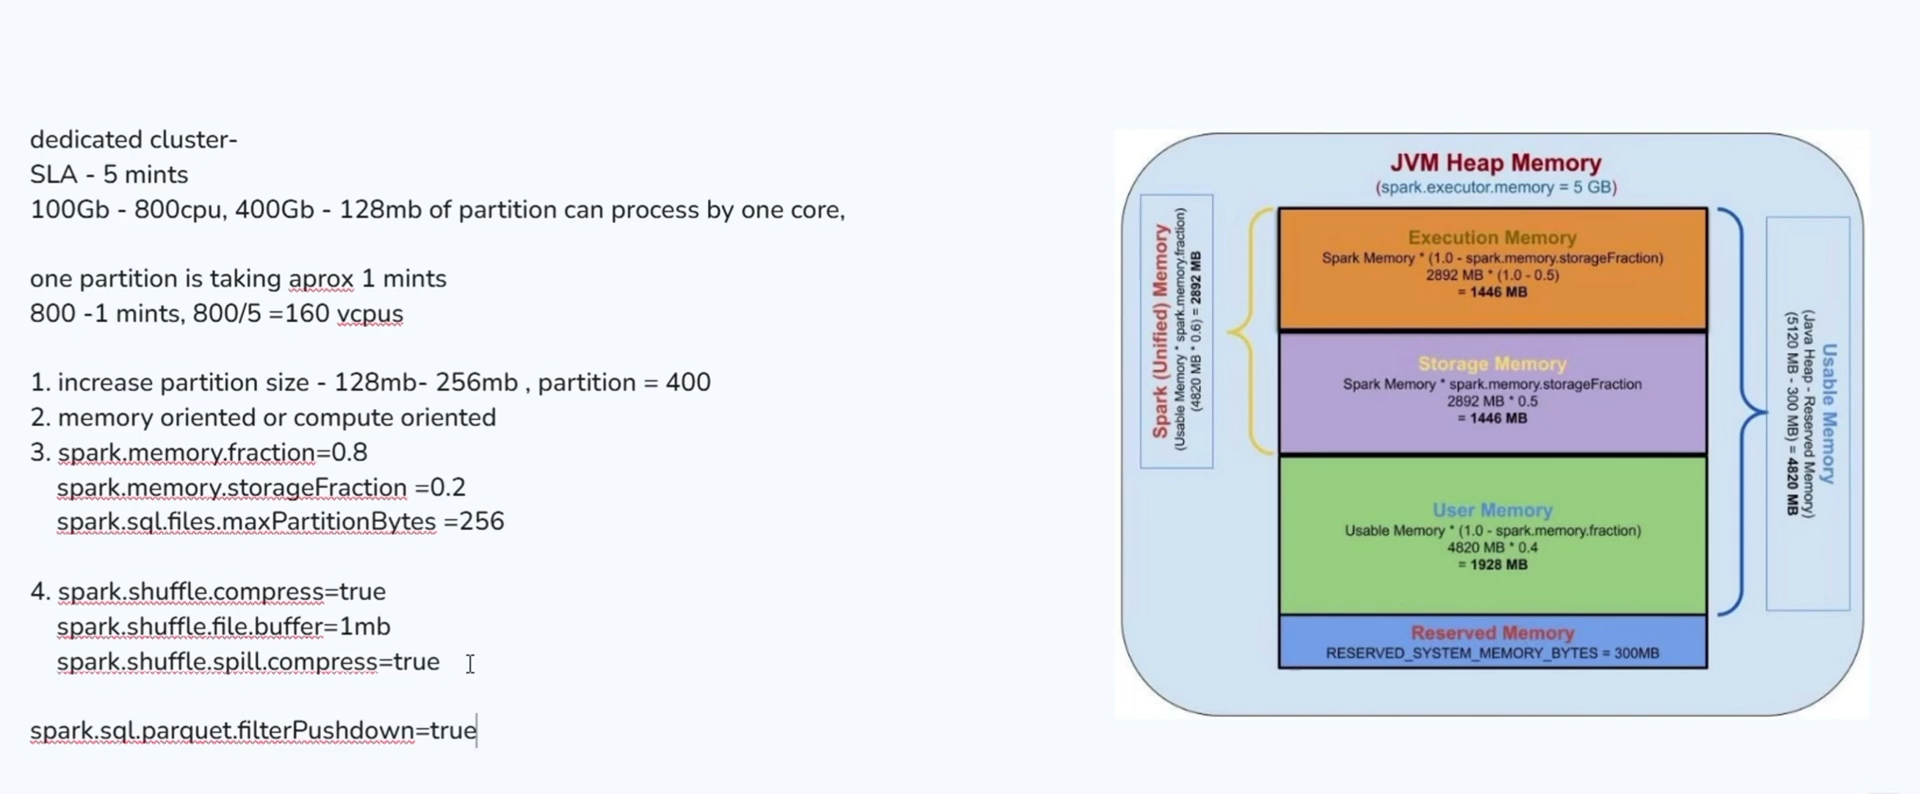 dedicated cluster-
SLA - 5 mints
100Gb - 800cpu, 400Gb - 128mb of partition can process by one core,
one partition is taking aprox 1 mints
800 -1 mints, 800/5 =160 vcpus
1. increase partition size - 128mb- 256mb , partition = 400
2. memory oriented or compute oriented
3. spark.memory.fraction=0.8
spark.memory.storageFraction =0.2
spark.sql.files.maxPartitionBytes =256
4. spark.shuffle.compress=true
spark.shuffle.file.buffer=1mb
spark.shuffle.spill.compress=true
spark.sql.parquet.filterPushdown=true
JVM Heap Memory
(spark.executor.memory = 5 GB)
Spark (Unified) Memory
(Usable Memory * spark.memory.fraction)
(4820 MB * 0.6) = 2892 MB
Execution Memory
Spark Memory * (1.0 - spark.memory.storageFraction)
2892 MB * (1.0 - 0.5)
= 1446 MB
Storage Memory
Spark Memory * spark.memory.storageFraction
2892 MB * 0.5
= 1446 MB
User Memory
Usable Memory * (1.0 - spark.memory.fraction)
4820 MB * 0.4
= 1928 MB
Reserved Memory
RESERVED_SYSTEM_MEMORY_BYTES = 300MB
Usable Memory
(Java Heap - Reserved Memory)
(5120 MB - 300 MB) = 4820 MB